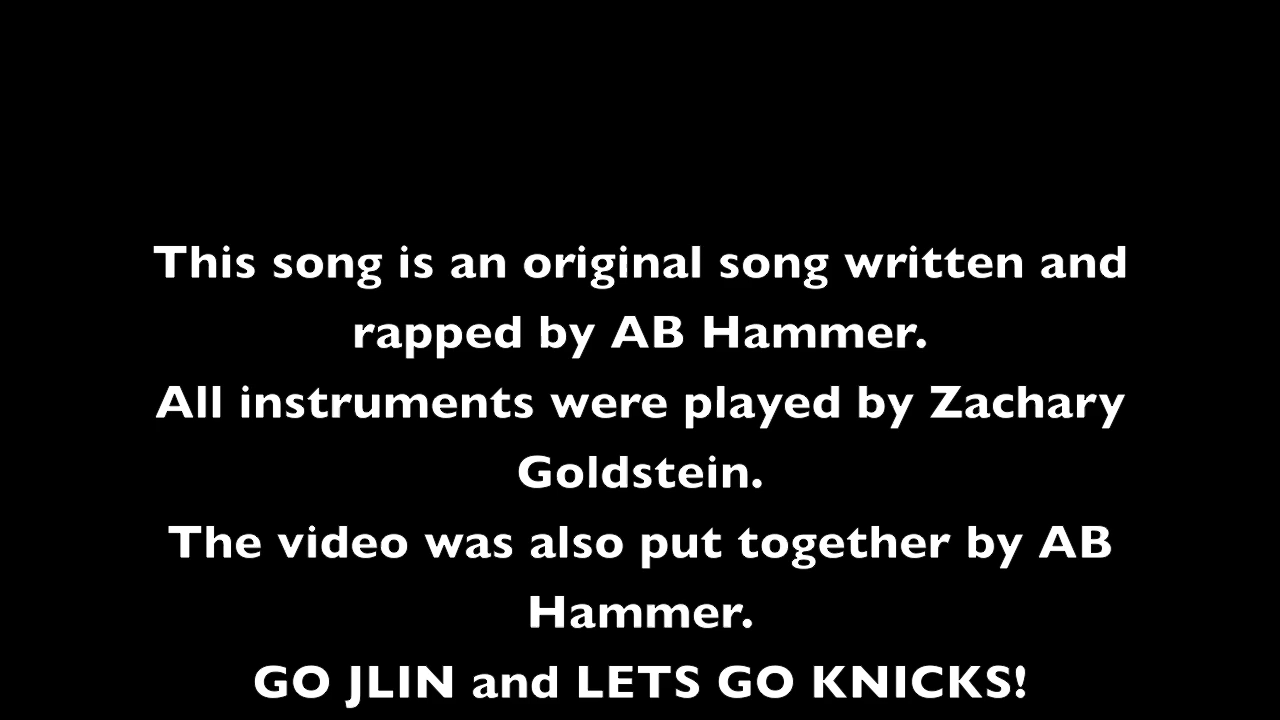 This song is an original song written and
rapped by AB Hammer.
All instruments were played by Zachary
Goldstein.
The video was also put together by AB
Hammer.
GO JLIN and LETS GO KNICKS!